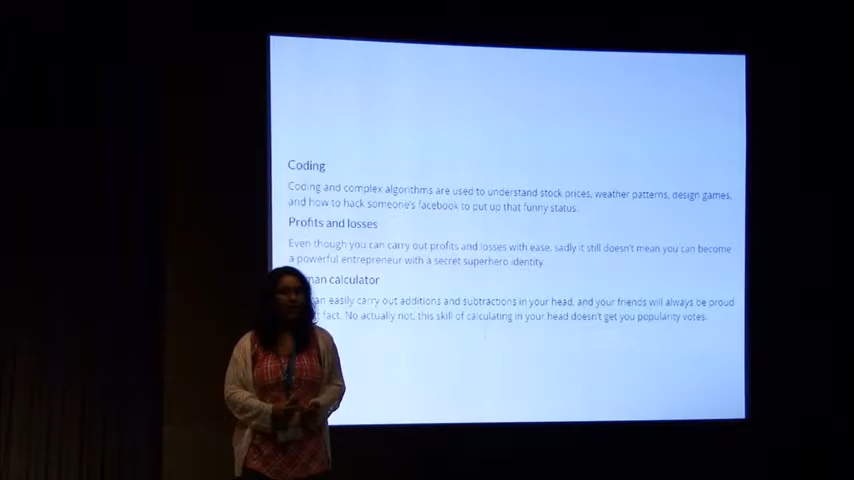 Coding
Coding and complex algorithms are used to understand stock prices, weather patterns, design games,
and how to hack someone's facebook to put up that funny status.
Profits and losses
Even though you can carry out profits and losses with ease, sadly it still doesn't mean you can become
a powerful entrepreneur with a secret superhero identity.
man calculator
an easily carry out additions and subtractions in your head, and your friends will always be proud
fact. No actually not, this skill of calculating in your head doesn't get you popularity votes.